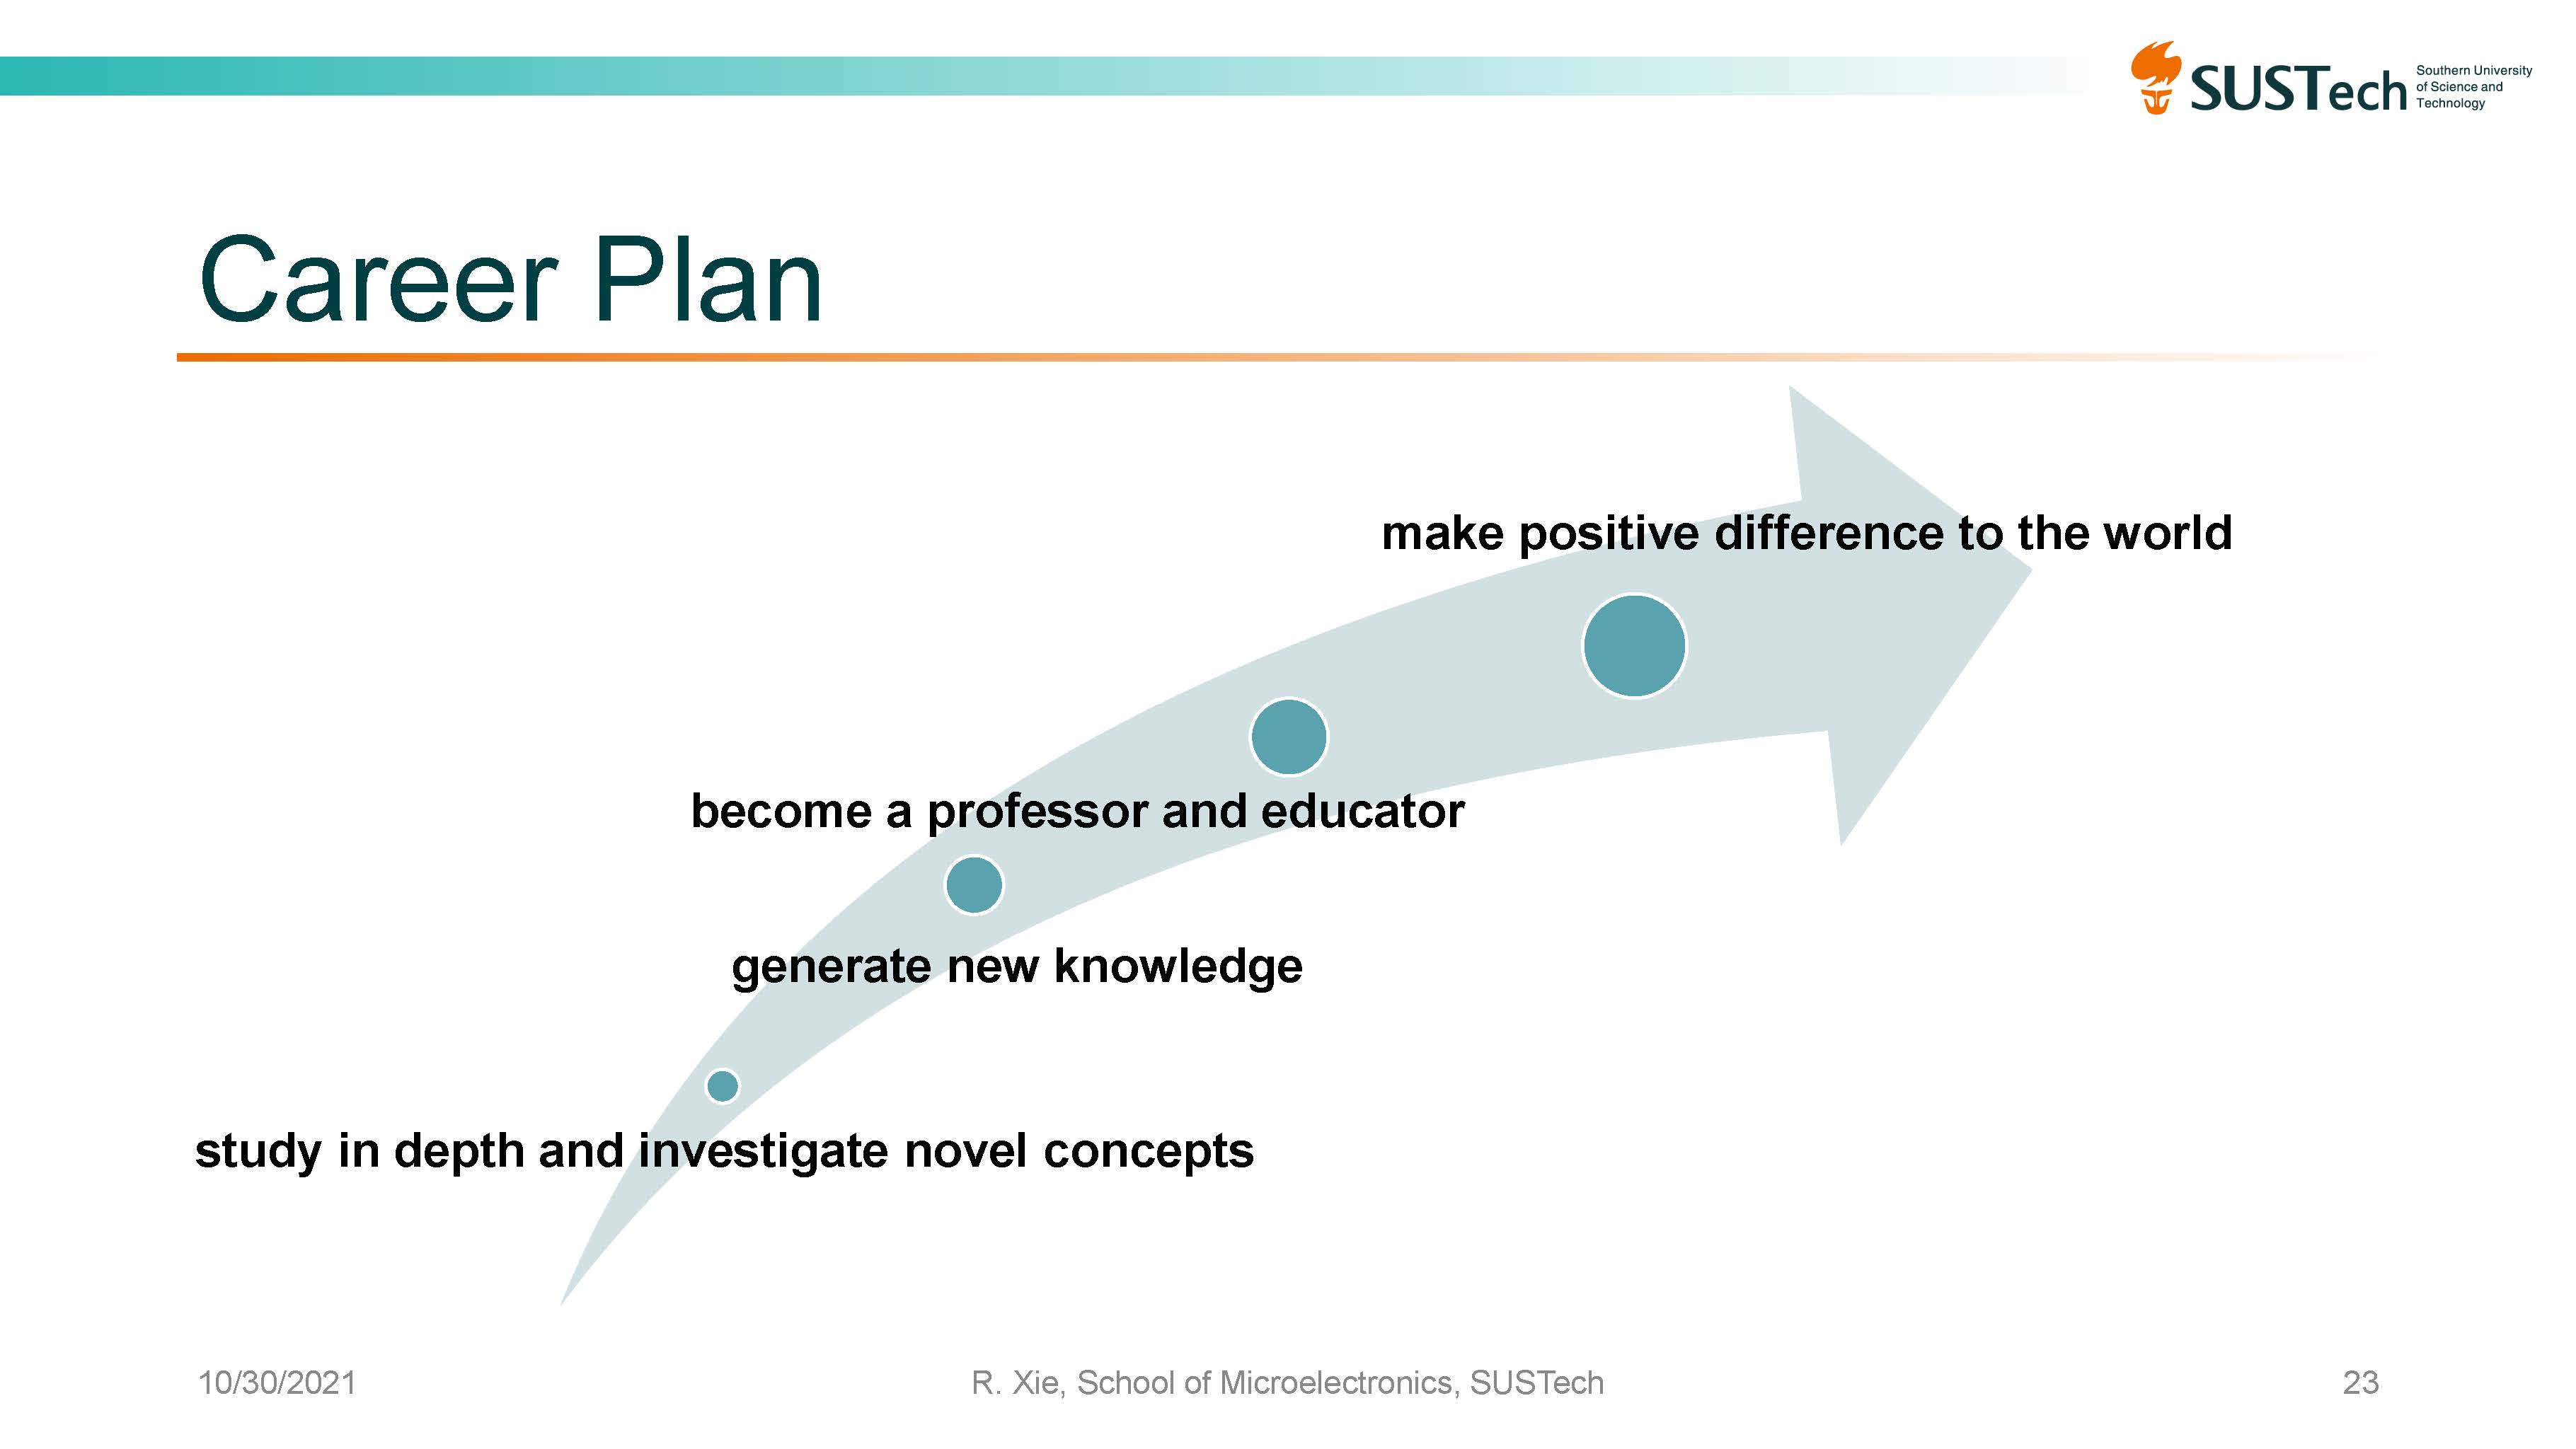 SUSTech
Southern University
of Science and
Technology
Career Plan
make positive difference to the world
become a professor and educator
generate new knowledge
study in depth and investigate novel concepts
10/30/2021
R. Xie, School of Microelectronics, SUSTech
23